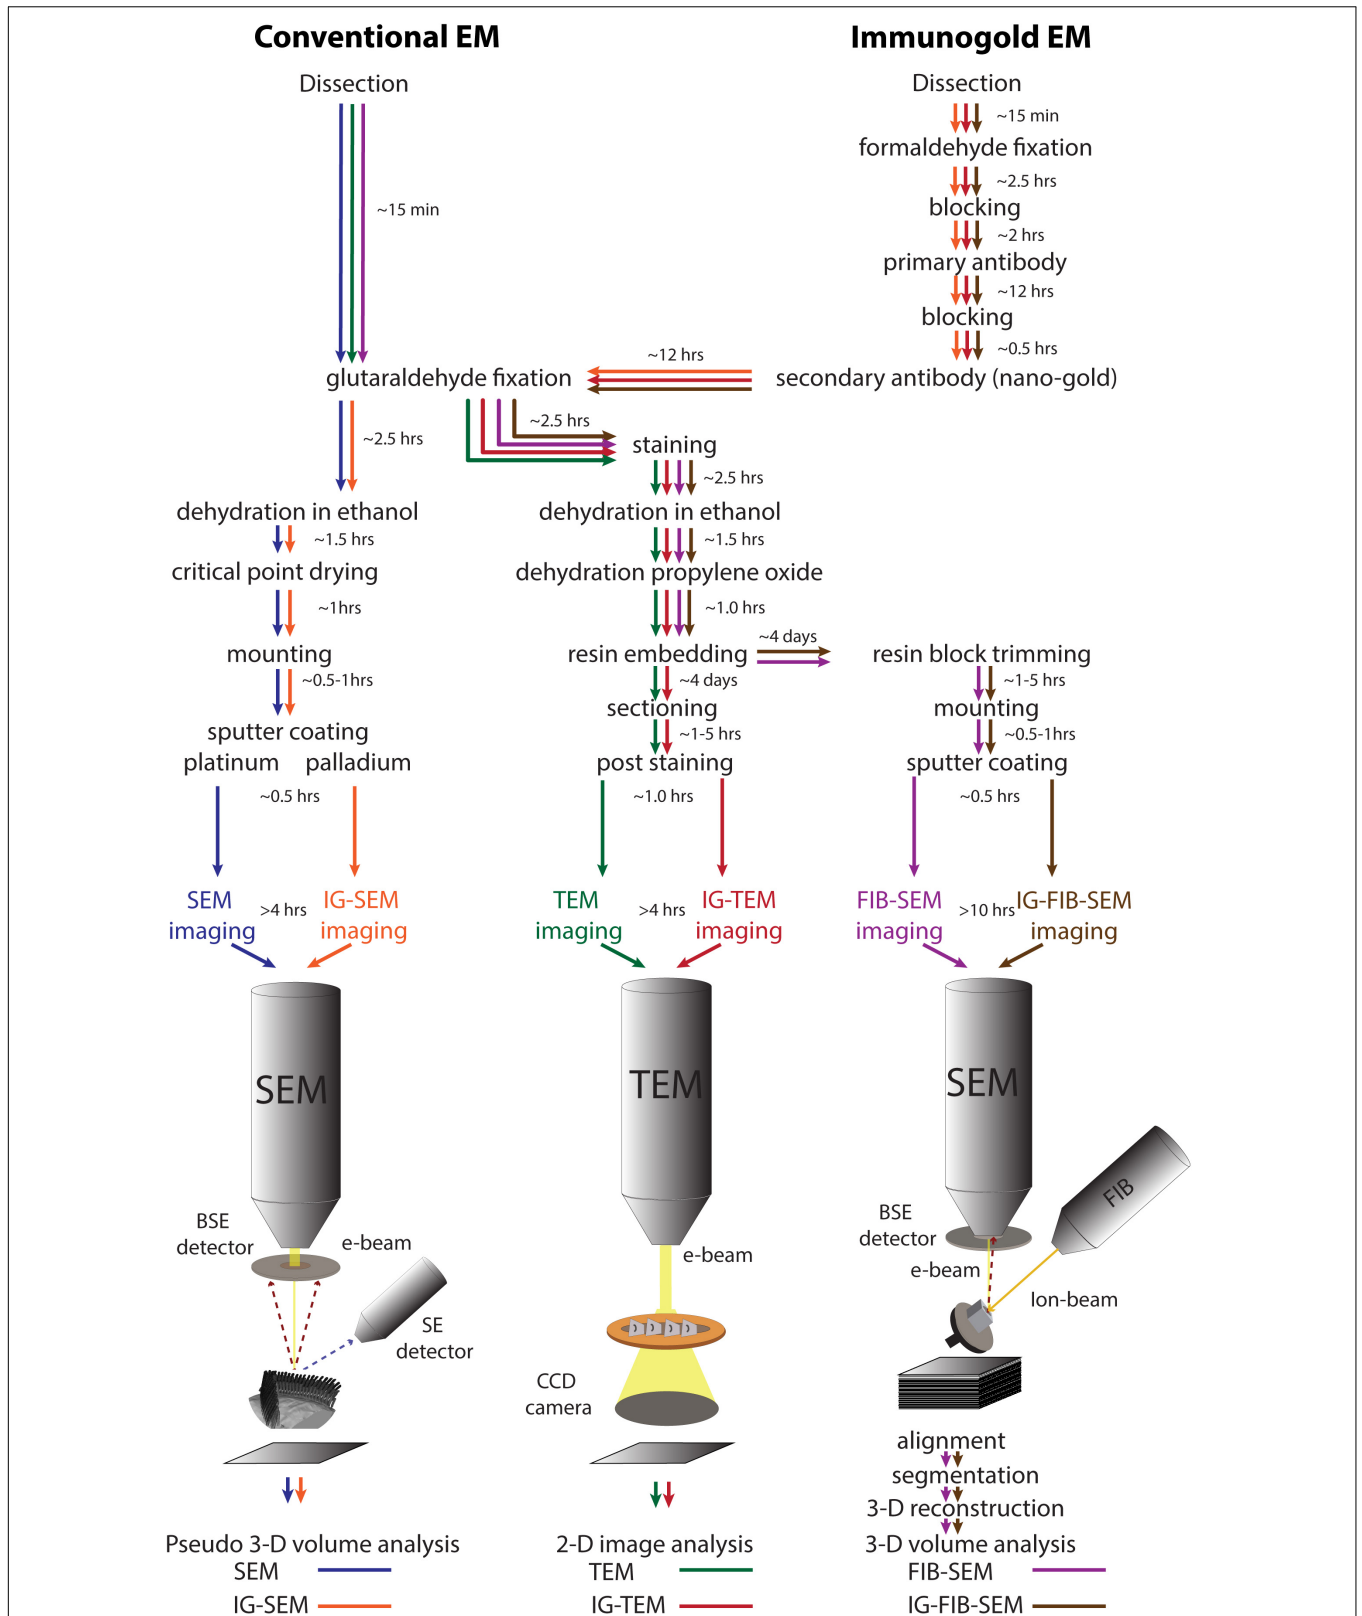 Conventional EM
Immunogold EM
Dissection
Dissection
~15 min
formaldehyde fixation
~2.5 hrs
blocking
~15 min
~2 hrs
primary antibody
~12 hrs
blocking
~0.5 hrs
~12 hrs
glutaraldehyde fixation
secondary antibody (nano-gold)
~2.5 hrs
~2.5 hrs
staining
~2.5 hrs
dehydration in ethanol
dehydration in ethanol
~1.5 hrs
~1.5 hrs
critical point drying
dehydration propylene oxide
~1hrs
~1.0 hrs
~4 days
mounting
resin embedding
resin block trimming
~0.5-1hrs
~4 days
~1-5 hrs
sectioning
mounting
sputter coating
~1-5 hrs
~0.5-1hrs
platinum palladium
post staining
sputter coating
~0.5 hrs
~1.0 hrs
~0.5 hrs
SEM
imaging
>4 hrs
IG-SEM
imaging
TEM
imaging
>4 hrs
IG-TEM
imaging
FIB-SEM
imaging
>10 hrs
IG-FIB-SEM
imaging
SEM
TEM
SEM
FIB
BSE
detector
e-beam
SE
detector
e-beam
CCD
camera
BSE
detector
e-beam
Ion-beam
alignment
segmentation
3-D reconstruction
Pseudo 3-D volume analysis
2-D image analysis
3-D volume analysis
SEM
TEM
FIB-SEM
IG-SEM
IG-TEM
IG-FIB-SEM